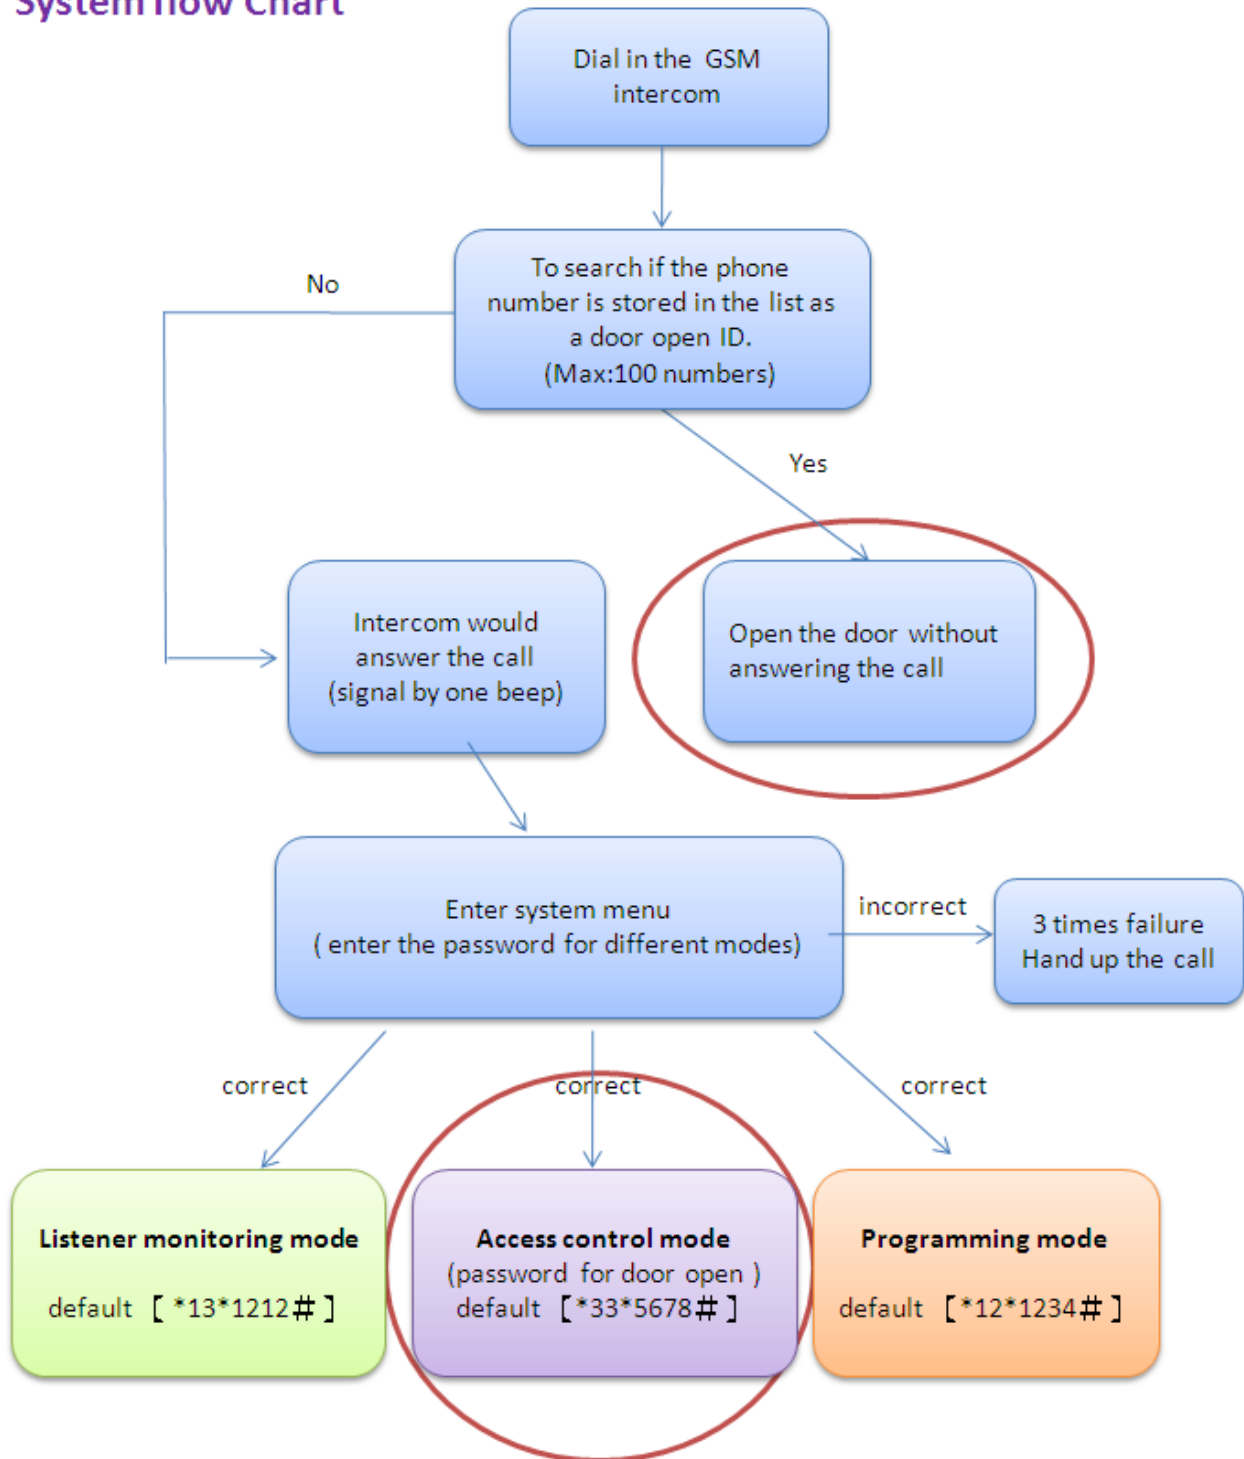 System flow Chart
Dial in the GSM
intercom
To search if the phone
number is stored in the list as
a door open ID.
(Max:100 numbers)
No
Yes
Intercom would
answer the call
(signal by one beep)
Open the door without
answering the call
Enter system menu
( enter the password for different modes)
incorrect
3 times failure
Hand up the call
correct
correct
correct
Listener monitoring mode
default [ *13*1212# ]
Access control mode
(password for door open )
default [*33*5678# ]
Programming mode
default [*12*1234# ]